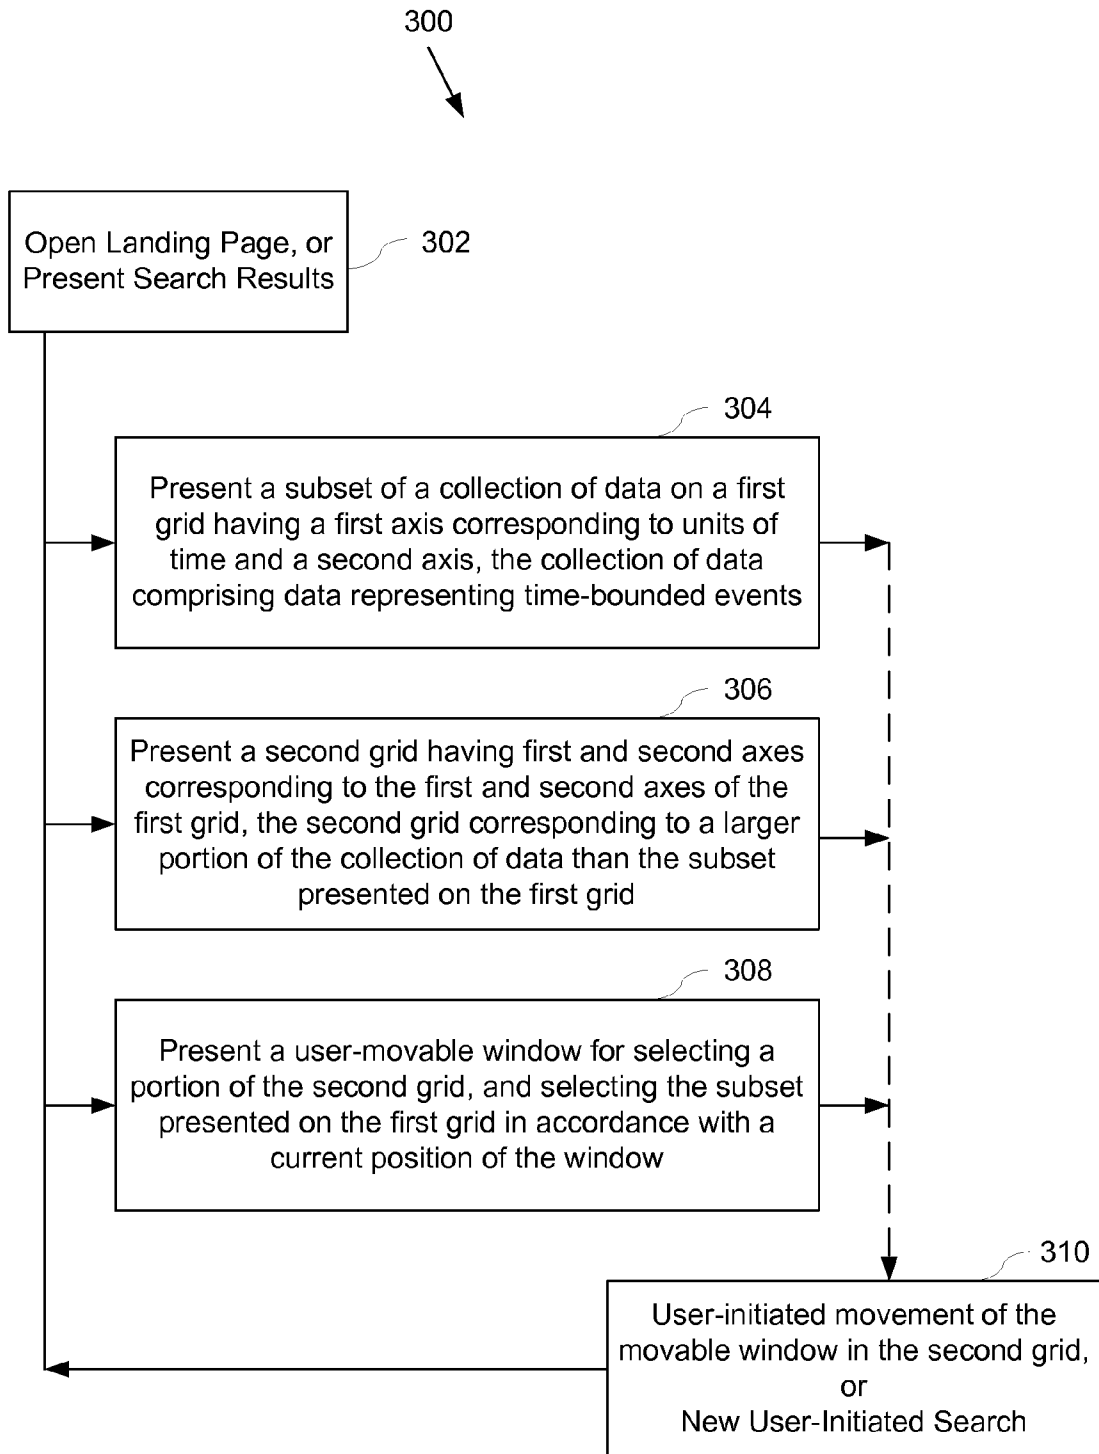 300
Open Landing Page, or
Present Search Results
302
304
Present a subset of a collection of data on a first
grid having a first axis corresponding to units of
time and a second axis, the collection of data
comprising data representing time-bounded events
306
Present a second grid having first and second axes
corresponding to the first and second axes of the
first grid, the second grid corresponding to a larger
portion of the collection of data than the subset
presented on the first grid
308
Present a user-movable window for selecting a
portion of the second grid, and selecting the subset
presented on the first grid in accordance with a
current position of the window
310
User-initiated movement of the
movable window in the second grid,
or
New User-Initiated Search